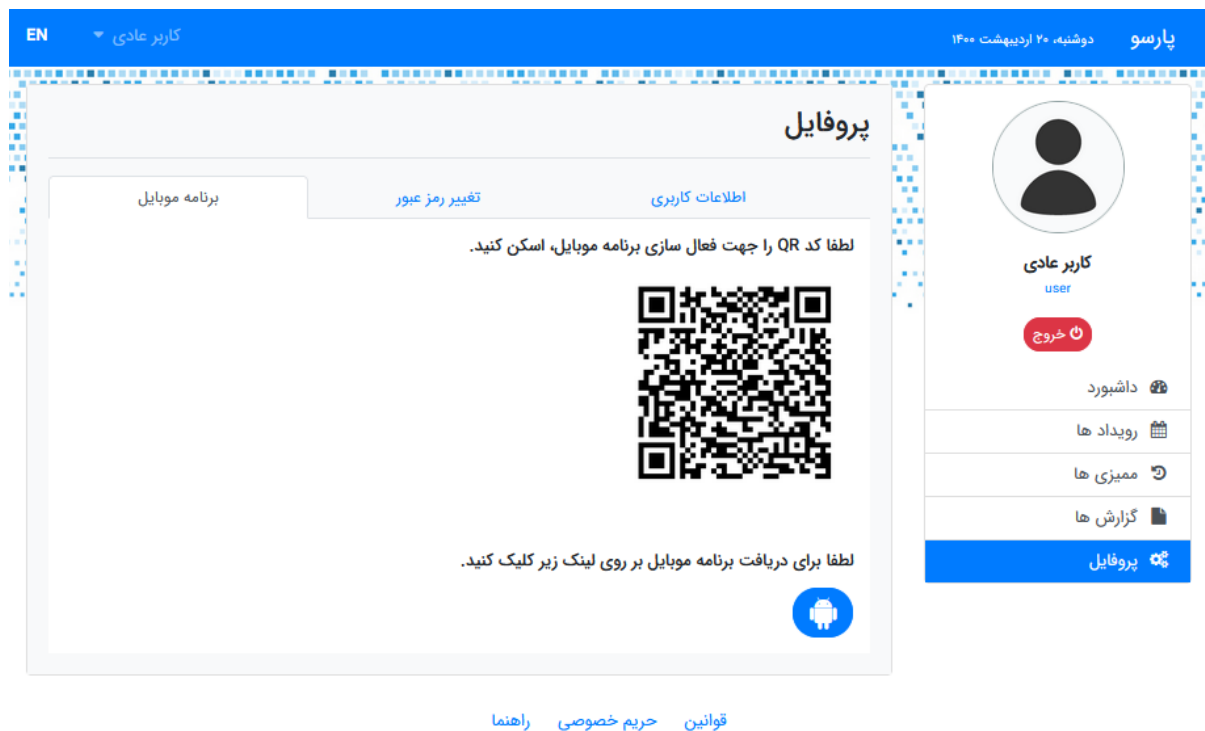 پارسو
دوشنبه، ۲۰ اردیبهشت ۱۴۰۰
کاربر عادی
EN
کاربر عادی
user
خروج
داشبورد
رویداد ها
ممیزی ها
گزارش ها
پروفایل
پروفایل
اطلاعات کاربری
تغییر رمز عبور
برنامه موبایل
لطفا کد QR را جهت فعال سازی برنامه موبایل، اسکن کنید.
لطفا برای دریافت برنامه موبایل بر روی لینک زیر کلیک کنید.
قوانین
حریم خصوصی
راهنما